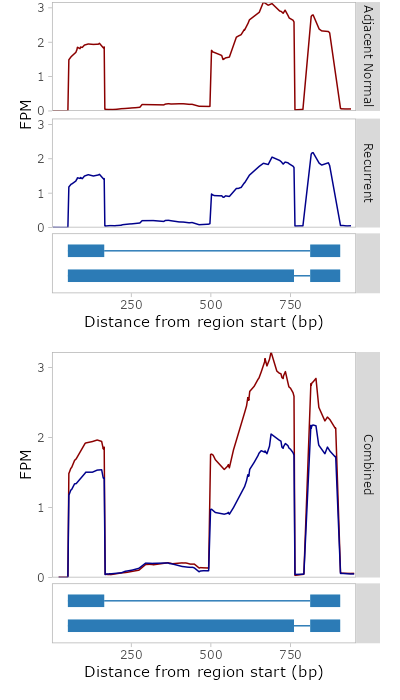 3
2
1
0
Adjacent Normal
FPM
3
2
1
0
Recurrent
250
500
750
Distance from region start (bp)
3
2
1
0
FPM
Combined
250
500
750
Distance from region start (bp)